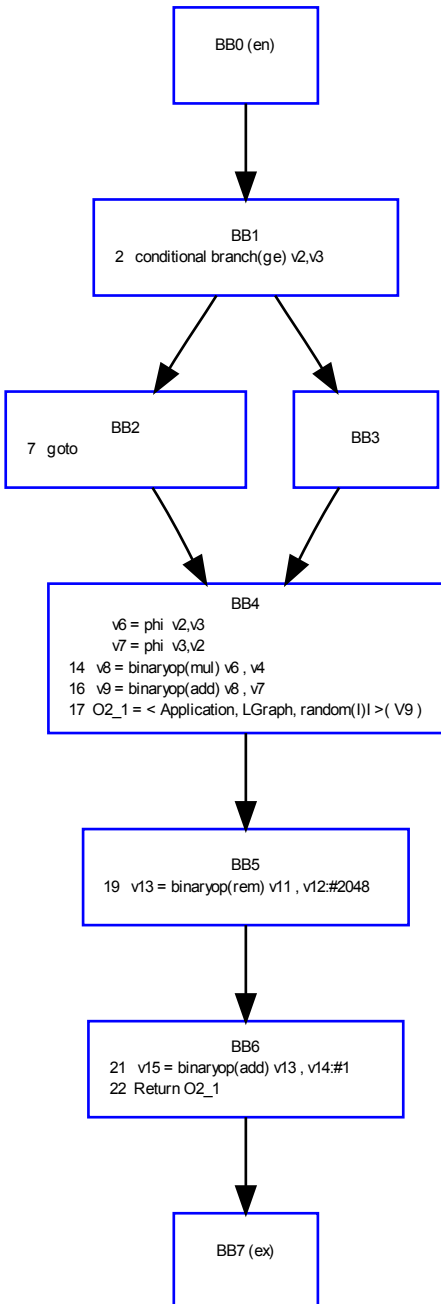 BB0 (en)
BB1
2 conditional branch(ge) v2,v3
BB2
7 goto
BB3
BB4
v6 = phi v2,v3
v7 = phi v3,v2
14 v8 = binaryop(mul) v6 , v4
16 v9 = binaryop(add) v8 , v7
17 O2_1 = < Application, LGraph, random(I)I >( V9 )
BB5
19 v13 = binaryop(rem) v11 , v12:#2048
BB6
21 v15 = binaryop(add) v13 , v14:#1
22 Return O2_1
BB7 (ex)